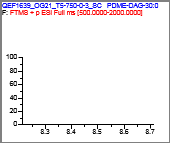 QEF1639_OG21_T5-750-0-3_SC PDME-DAG-30:0
F: FTMS + p ESI Full ms [500.0000-2000.0000]
100
80
60
40
20
0
8.3 8.4 8.5 8.6 8.7